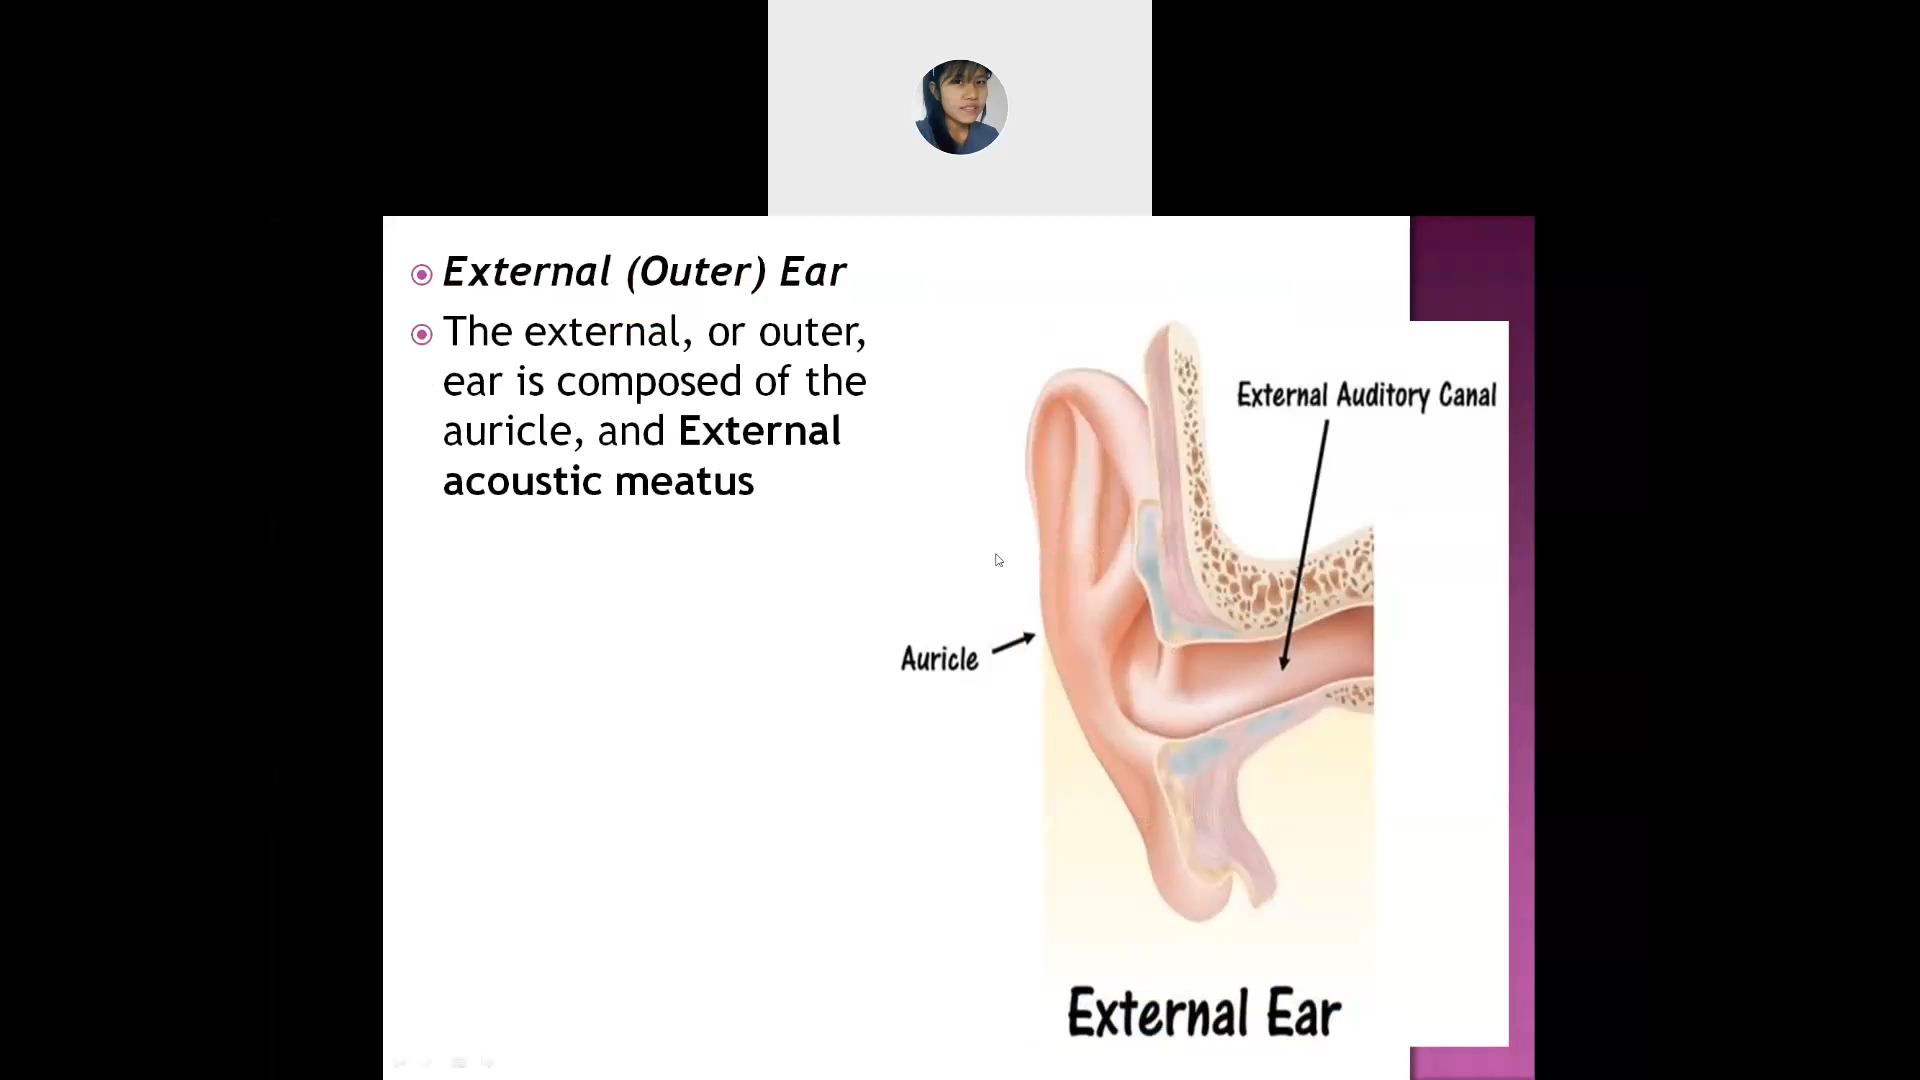 External (Outer) Ear
The external, or outer,
ear is composed of the
auricle, and External
acoustic meatus
External Auditory Canal
Auricle
External Ear